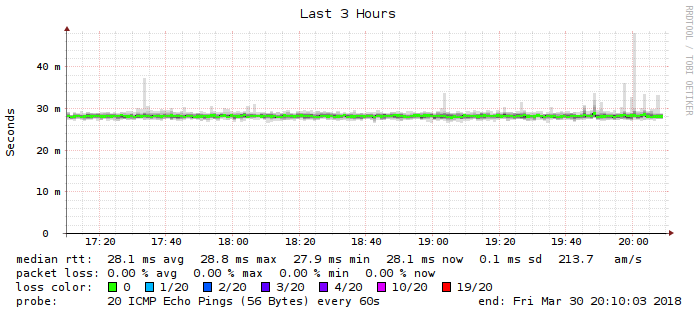 Last 3 Hours
RRDTOOL / TOBI OETIKER
Seconds
40 m
30 m
20 m
10 m
0
17:20 17:40 18:00 18:20 18:40 19:00 19:20 19:40 20:00
median rtt: 28.1 ms avg 28.8 ms max 27.9 ms min 28.1 ms now 0.1 ms sd 213.7 am/s
packet loss: 0.00 % avg 0.00 % max 0.00 % min 0.00 % now
loss color: 0 1/20 2/20 3/20 4/20 10/20 19/20
probe: 20 ICMP Echo Pings (56 Bytes) every 60s end: Fri Mar 30 20:10:03 2018